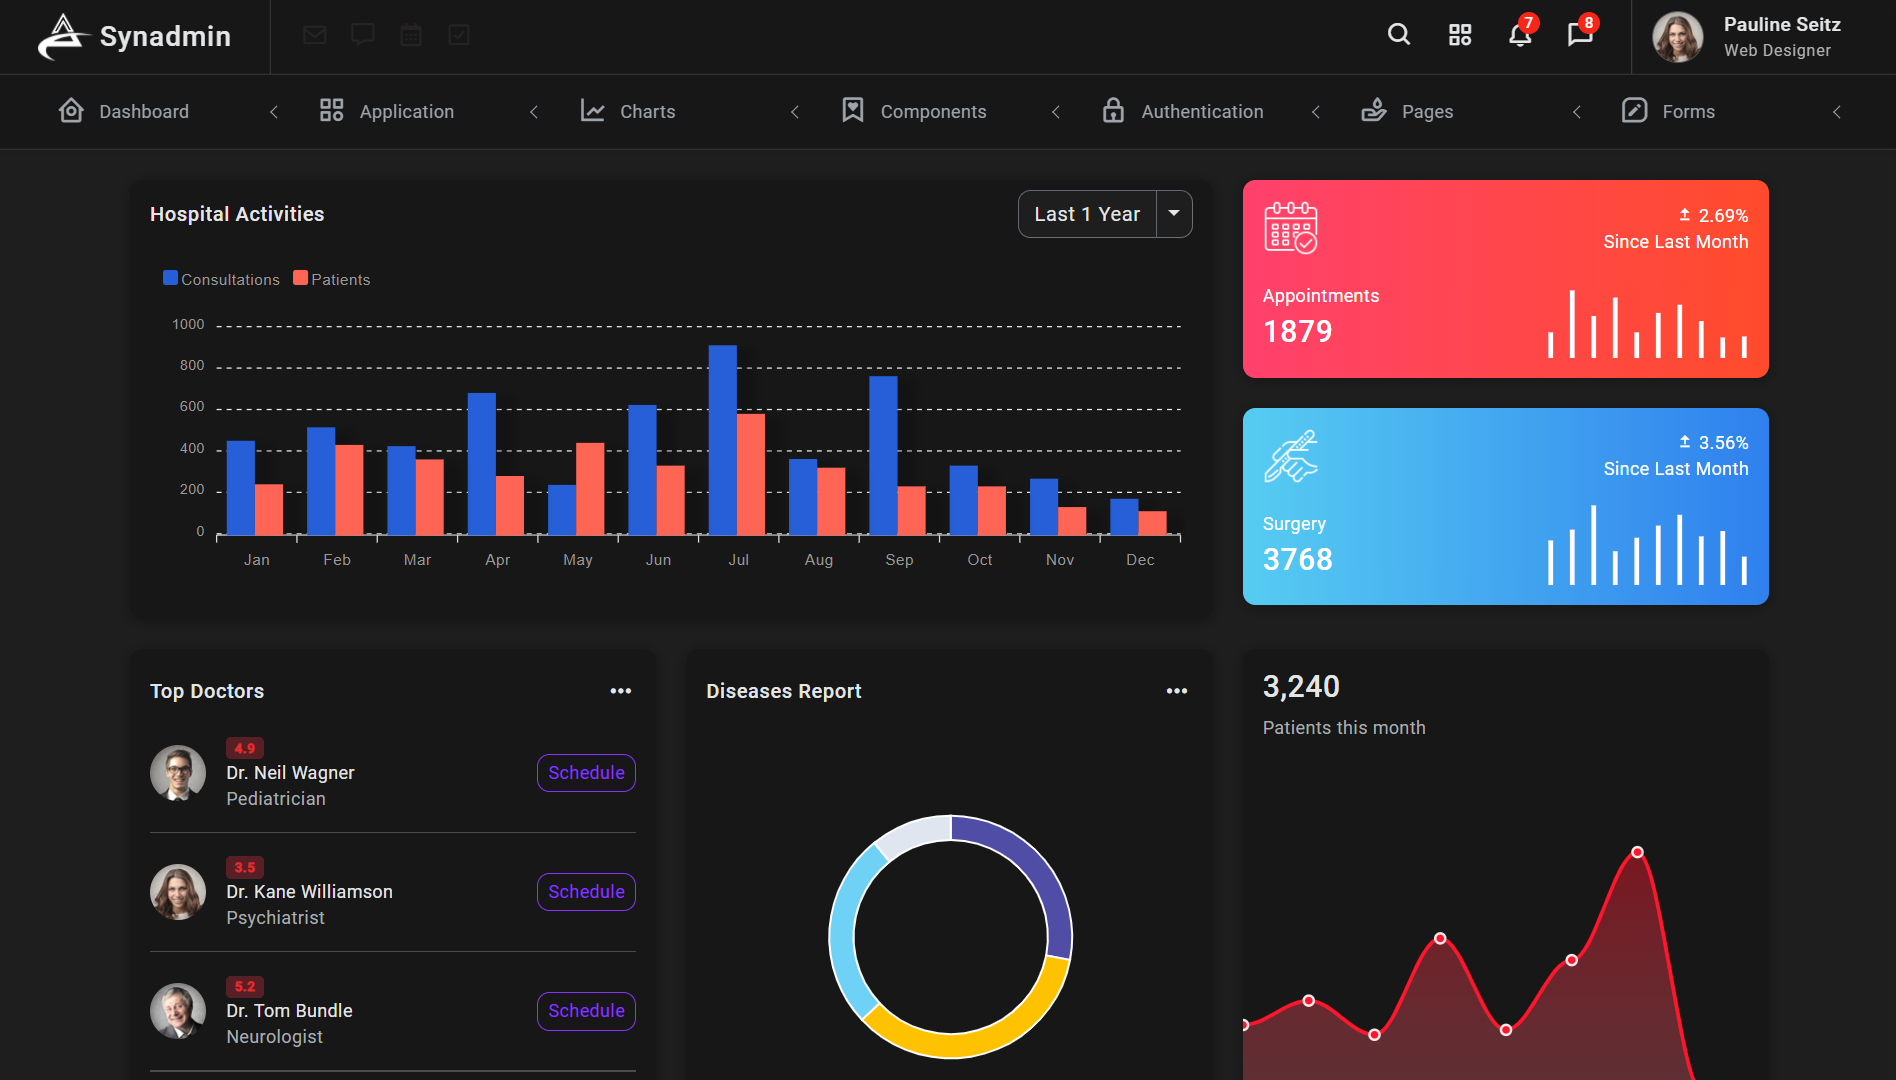 Synadmin
7
8
Pauline Seitz
Web Designer
Dashboard
Application
Charts
Components
Authentication
Pages
Forms
Hospital Activities
Last 1 Year
Consultations
Patients
1000
800
600
400
200
0
Jan
Feb
Mar
Apr
May
Jun
Jul
Aug
Sep
Oct
Nov
Dec
2.69%
Since Last Month
Appointments
1879
3.56%
Since Last Month
Surgery
3768
Top Doctors
4.9
Dr. Neil Wagner
Pediatrician
Schedule
3.5
Dr. Kane Williamson
Psychiatrist
Schedule
5.2
Dr. Tom Bundle
Neurologist
Schedule
Diseases Report
3,240
Patients this month